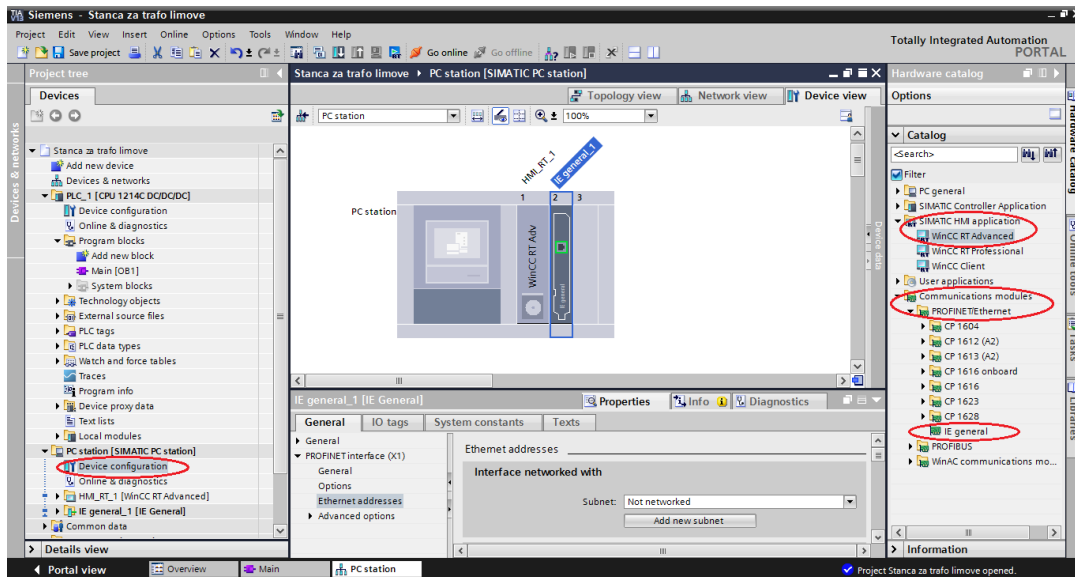 Siemens - Stanca za trafo limove
Project Edit View Insert Online Options Tools Window Help
Totally Integrated Automation
PORTAL
Save project Go online Go offline
Project tree
Devices
Stanca za trafo limove
Add new device
Devices & networks
PLC_1 [CPU 1214C DC/DC/DC]
Device configuration
Online & diagnostics
Program blocks
Add new block
Main [OB1]
System blocks
Technology objects
External source files
PLC tags
PLC data types
Watch and force tables
Traces
Program info
Device proxy data
Text lists
Local modules
PC station [SIMATIC PC station]
Device configuration
Online & diagnostics
HMI_RT_1 [WinCC RT Advanced]
IE general_1 [IE General]
Common data
Details view
Devices & networks
Stanca za trafo limove PC station [SIMATIC PC station]
Topology view Network view Device view
PC station 100%
HMI_RT_1
IE general_1
1 2 3
PC station
WinCC RT Adv
IE general
Device data
IE general_1 [IE General]
Properties Info Diagnostics
General IO tags System constants Texts
General
PROFINET interface (X1)
General
Options
Ethernet addresses
Advanced options
Ethernet addresses
Interface networked with
Subnet: Not networked
Add new subnet
Hardware catalog
Options
Catalog
<Search>
Filter
PC general
SIMATIC Controller Application
SIMATIC HMI application
WinCC RT Advanced
WinCC RT Professional
WinCC Client
User applications
Communications modules
PROFINET/Ethernet
CP 1604
CP 1612 (A2)
CP 1613 (A2)
CP 1616 onboard
CP 1616
CP 1623
CP 1628
IE general
PROFIBUS
WinAC communications mo...
Information
Hardware catalog
Online tools
Tasks
Libraries
Portal view Overview Main PC station
Project Stanca za trafo limove opened.